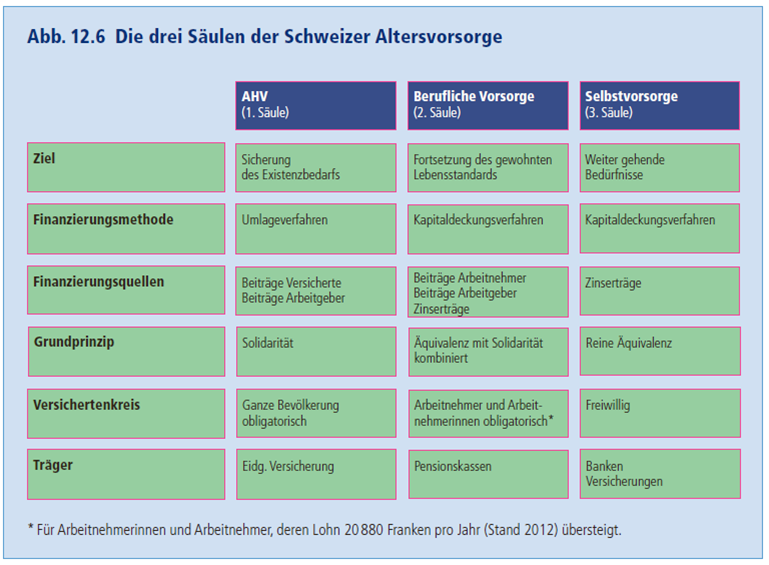 Abb. 12.6 Die drei Säulen der Schweizer Altersvorsorge
AHV
(1. Säule)
Berufliche Vorsorge
(2. Säule)
Selbstvorsorge
(3. Säule)
Ziel
Sicherung
des Existenzbedarfs
Fortsetzung des gewohnten
Lebensstandards
Weiter gehende
Bedürfnisse
Finanzierungsmethode
Umlageverfahren
Kapitaldeckungsverfahren
Kapitaldeckungsverfahren
Finanzierungsquellen
Beiträge Versicherte
Beiträge Arbeitgeber
Beiträge Arbeitnehmer
Beiträge Arbeitgeber
Zinserträge
Zinserträge
Grundprinzip
Solidarität
Äquivalenz mit Solidarität
kombiniert
Reine Äquivalenz
Versichertenkreis
Ganze Bevölkerung
obligatorisch
Arbeitnehmer und Arbeit-
nehmerinnen obligatorisch*
Freiwillig
Träger
Eidg. Versicherung
Pensionskassen
Banken
Versicherungen
* Für Arbeitnehmerinnen und Arbeitnehmer, deren Lohn 20 880 Franken pro Jahr (Stand 2012) übersteigt.